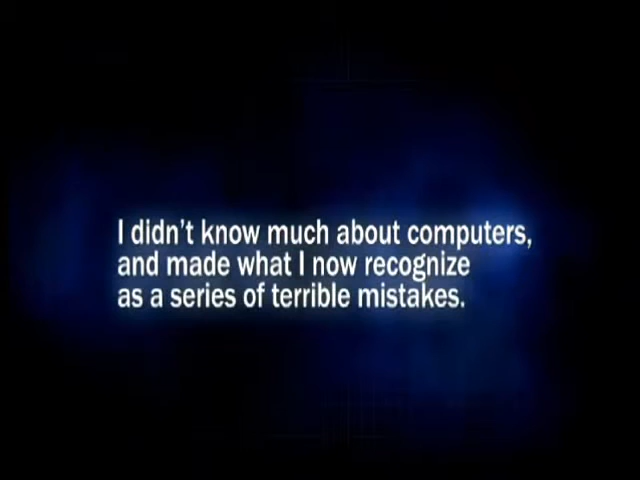 I didn't know much about computers,
and made what I now recognize
as a series of terrible mistakes.